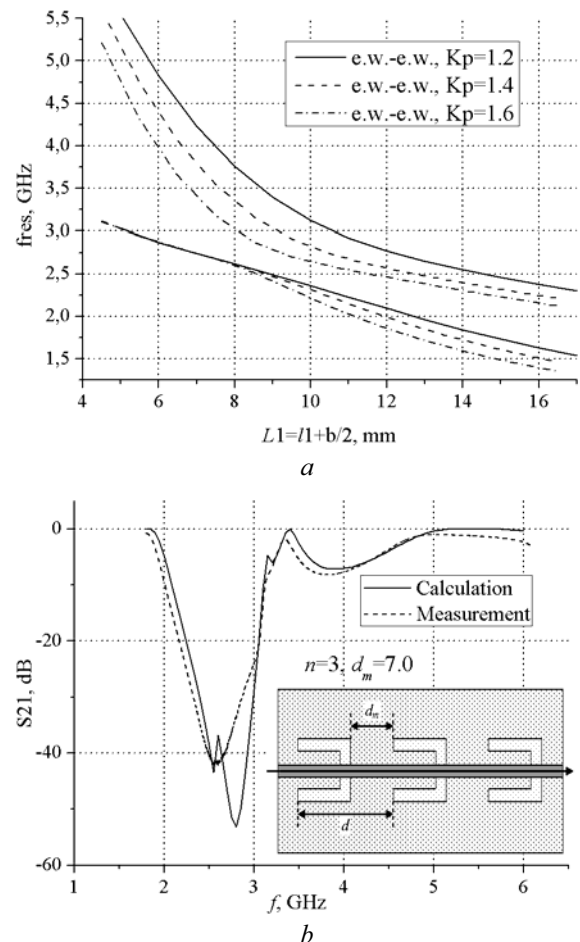 5,5
5,0
4,5
4,0
3,5
3,0
2,5
2,0
1,5
fres, GHz
e.w.-e.w., Kp=1.2
e.w.-e.w., Kp=1.4
e.w.-e.w., Kp=1.6
4 6 8 10 12 14 16
L1=l1+b/2, mm
a
0
-20
-40
-60
S21, dB
Calculation
Measurement
n=3, d_m=7.0
d_m
d
1 2 3 4 5 6
f, GHz
b